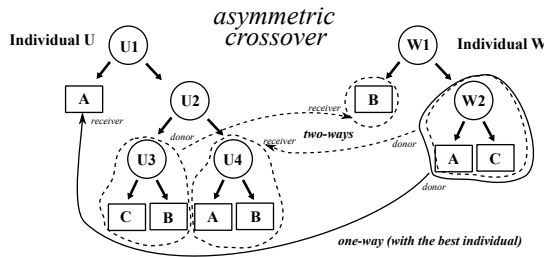 asymmetric
crossover
Individual U
U1
W1
Individual W
A
U2
B
W2
receiver
receiver
donor
two-ways
receiver
donor
U3
U4
A
C
donor
C
B
A
B
one-way (with the best individual)